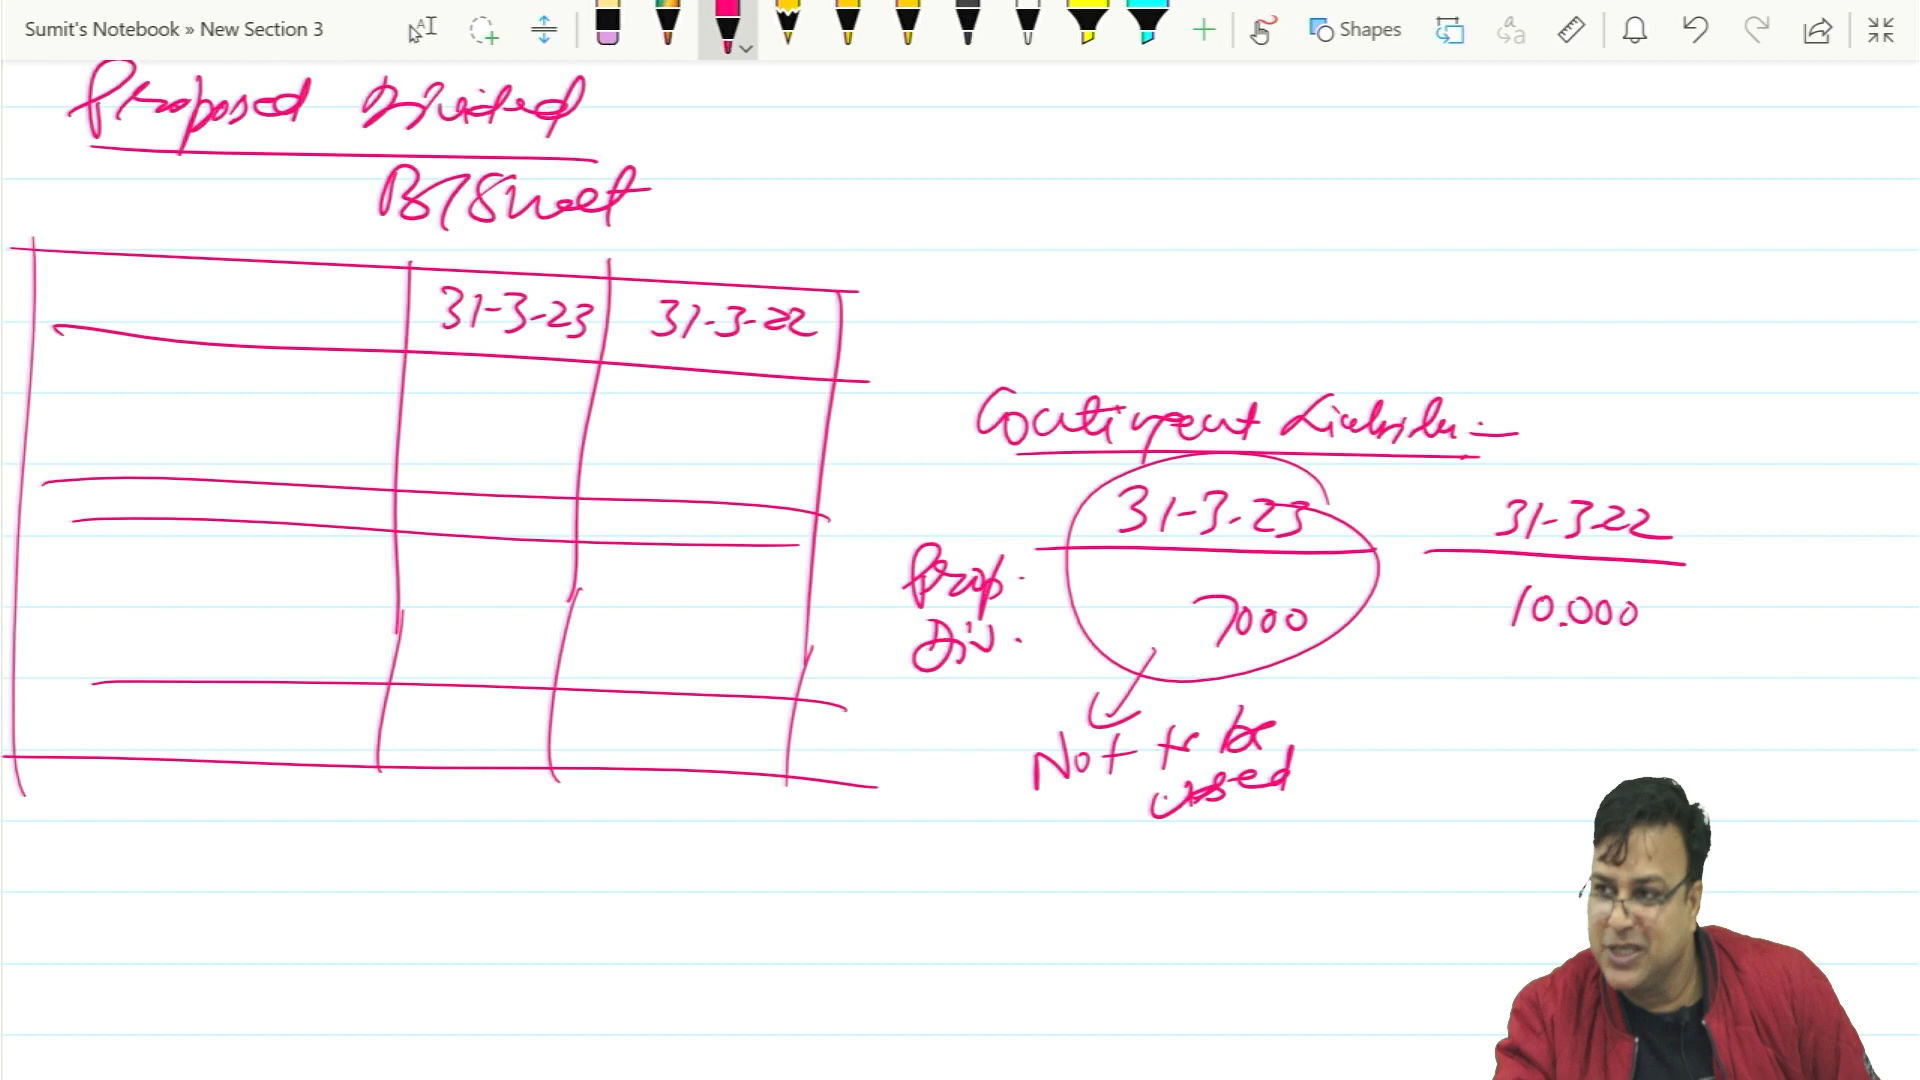 Sumit's Notebook » New Section 3
Shapes
Proposed Dividend
B/Sheet
31-3-23 31-3-22
Contingent Liabilities
31-3-23 31-3-22
Prop. Div. 7000 10.000
Not to be used